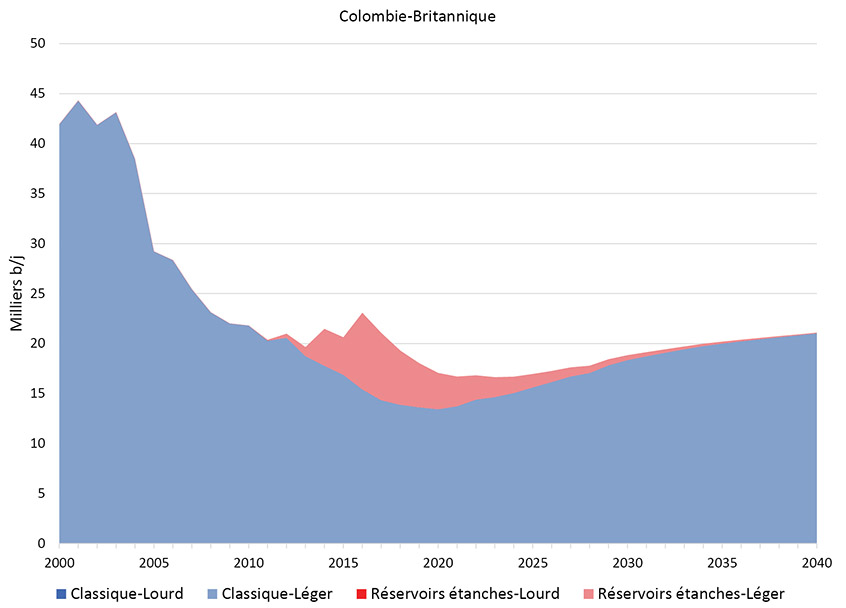 Colombie-Britannique
50
45
40
35
30
25
20
15
10
5
0
Milliers b/j
2000 2005 2010 2015 2020 2025 2030 2035 2040
Classique-Lourd Classique-Léger Réservoirs étanches-Lourd Réservoirs étanches-Léger